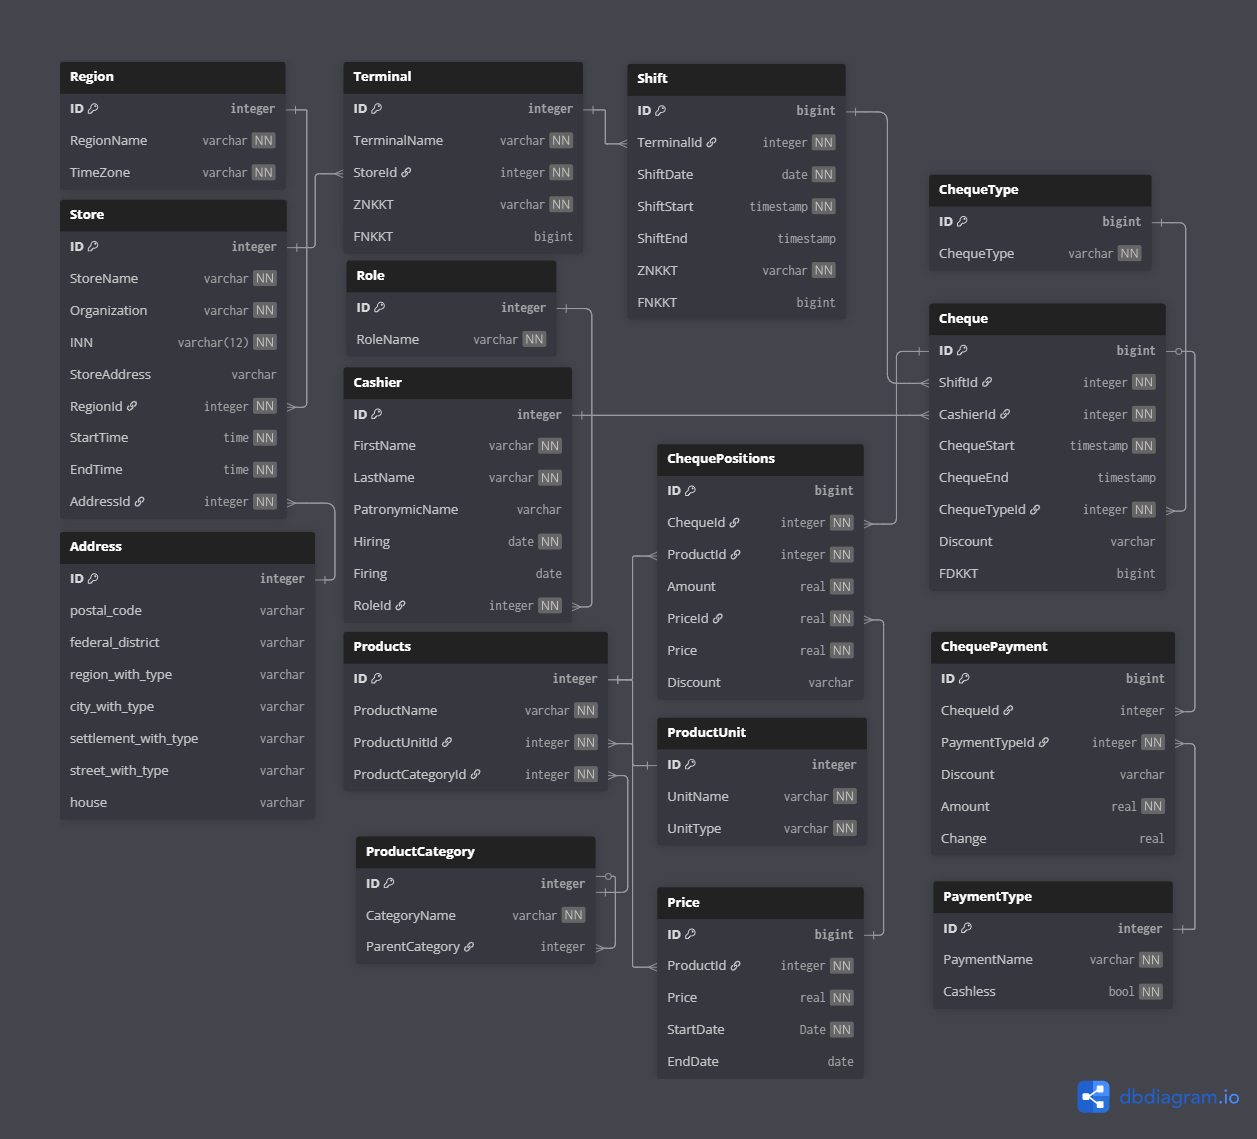 Region
ID integer
RegionName varchar NN
TimeZone varchar NN
Store
ID integer
StoreName varchar NN
Organization varchar NN
INN varchar(12) NN
StoreAddress varchar
RegionId integer NN
StartTime time NN
EndTime time NN
AddressId integer NN
Address
ID integer
postal_code varchar
federal_district varchar
region_with_type varchar
city_with_type varchar
settlement_with_type varchar
street_with_type varchar
house varchar
Terminal
ID integer
TerminalName varchar NN
StoreId integer NN
ZNKKT varchar NN
FNKKT bigint
Role
ID integer
RoleName varchar NN
Cashier
ID integer
FirstName varchar NN
LastName varchar NN
PatronymicName varchar
Hiring date NN
Firing date
RoleId integer NN
Products
ID integer
ProductName varchar NN
ProductUnitId integer NN
ProductCategoryId integer NN
ProductCategory
ID integer
CategoryName varchar NN
ParentCategory integer
Shift
ID bigint
TerminalId integer NN
ShiftDate date NN
ShiftStart timestamp NN
ShiftEnd timestamp
ZNKKT varchar NN
FNKKT bigint
ChequePositions
ID bigint
ChequeId integer NN
ProductId integer NN
Amount real NN
PriceId real NN
Price real NN
Discount varchar
ProductUnit
ID integer
UnitName varchar NN
UnitType varchar NN
Price
ID bigint
ProductId integer NN
Price real NN
StartDate Date NN
EndDate date
ChequeType
ID bigint
ChequeType varchar NN
Cheque
ID bigint
ShiftId integer NN
CashierId integer NN
ChequeStart timestamp NN
ChequeEnd timestamp
ChequeTypeId integer NN
Discount varchar
FDKKT bigint
ChequePayment
ID bigint
ChequeId integer
PaymentTypeId integer NN
Discount varchar
Amount real NN
Change real
PaymentType
ID integer
PaymentName varchar NN
Cashless bool NN
dbdiagram.io